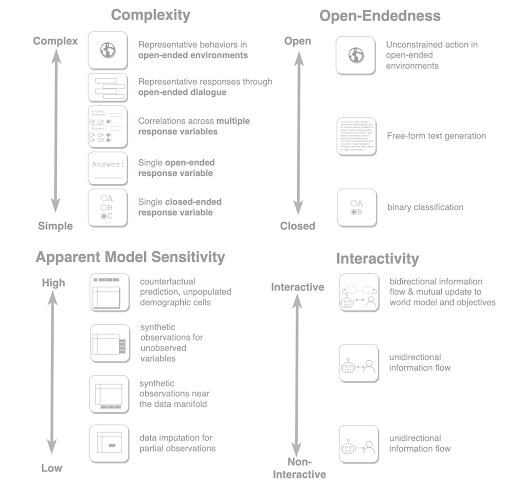 Complexity
Complex
Representative behaviors in
open-ended environments
Representative responses through
open-ended dialogue
Answer:
Answer:
Correlations across multiple
response variables
Answer:
Single open-ended
response variable
A
B
C
Single closed-ended
response variable
Simple
Open-Endedness
Open
Unconstrained action in
open-ended
environments
Free-form text generation
A
B
binary classification
Closed
Apparent Model Sensitivity
High
counterfactual
prediction, unpopulated
demographic cells
synthetic
observations for
unobserved
variables
synthetic
observations near
the data manifold
data imputation for
partial observations
Low
Interactivity
Interactive
bidirectional information
flow & mutual update to
world model and objectives
unidirectional
information flow
unidirectional
information flow
Non-
Interactive